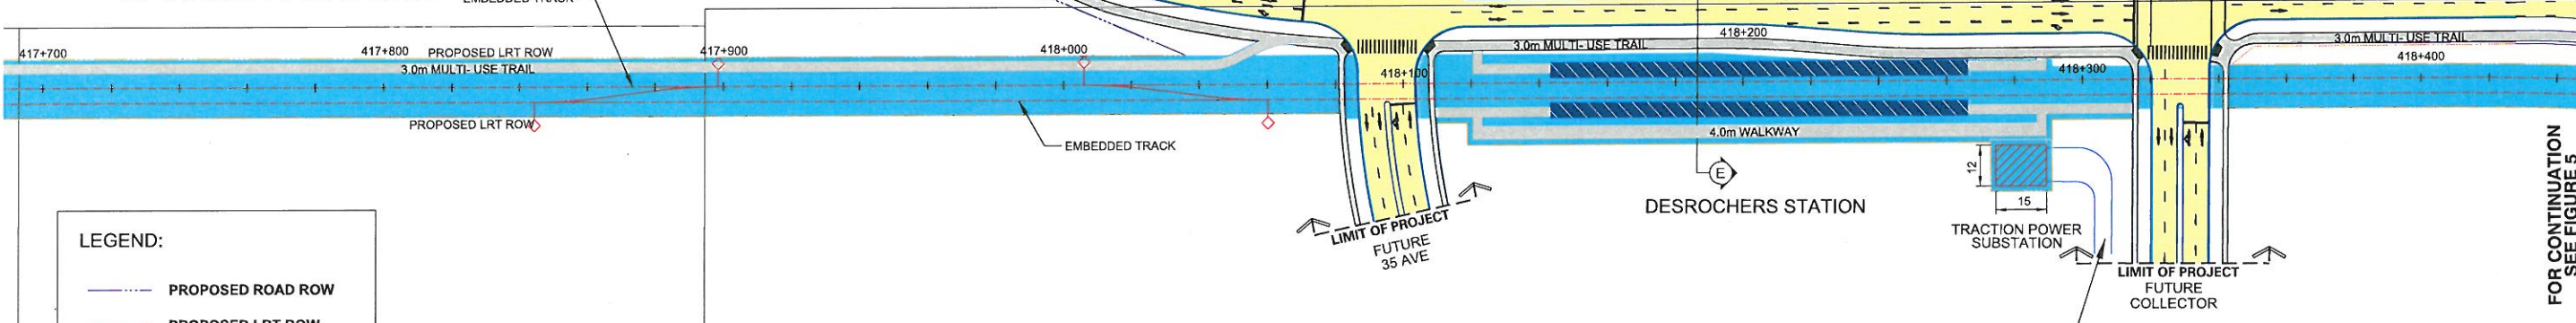 EMBEDDED TRACK
417+700
417+800
PROPOSED LRT ROW
417+900
418+000
3.0m MULTI- USE TRAIL
PROPOSED LRT ROW
EMBEDDED TRACK
418+100
3.0m MULTI- USE TRAIL
418+200
418+300
3.0m MULTI- USE TRAIL
418+400
4.0m WALKWAY
E
DESROCHERS STATION
12
15
TRACTION POWER
SUBSTATION
LIMIT OF PROJECT
FUTURE
35 AVE
LIMIT OF PROJECT
FUTURE
COLLECTOR
FOR CONTINUATION
SEE FIGURE 5
LEGEND:
PROPOSED ROAD ROW
PROPOSED LRT ROW